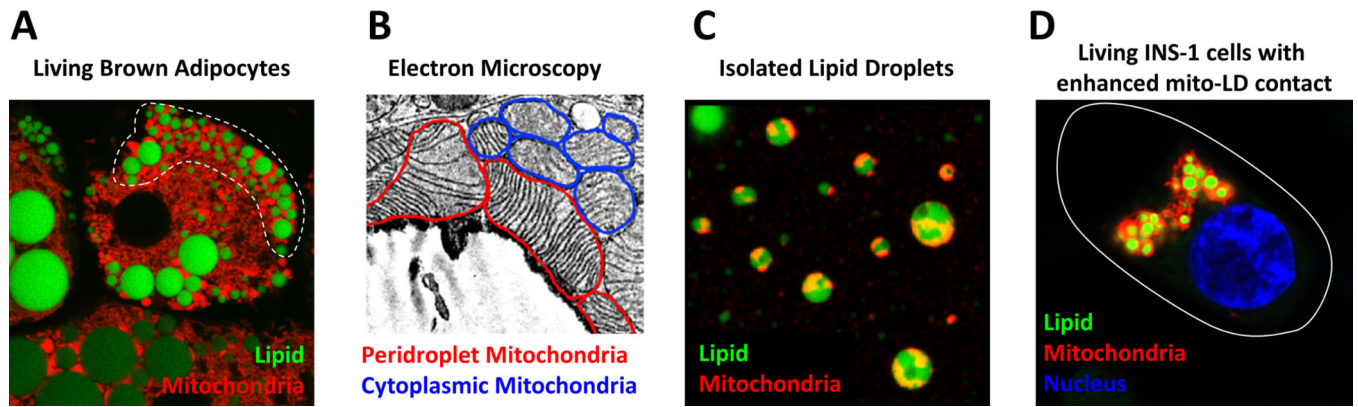 A
Living Brown Adipocytes
Lipid
Mitochondria
B
Electron Microscopy
Peridroplet Mitochondria
Cytoplasmic Mitochondria
C
Isolated Lipid Droplets
Lipid
Mitochondria
D
Living INS-1 cells with
enhanced mito-LD contact
Lipid
Mitochondria
Nucleus